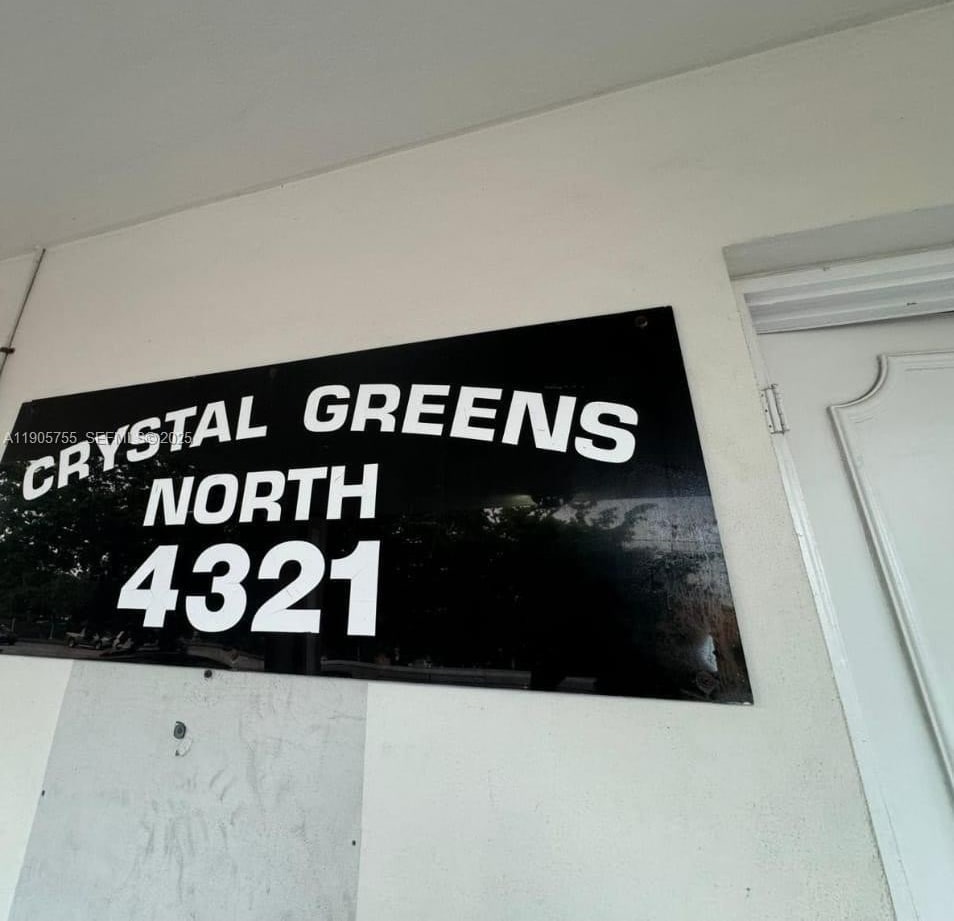 CRYSTAL GREENS
NORTH
4321
A11905755 SEFMLS©2025